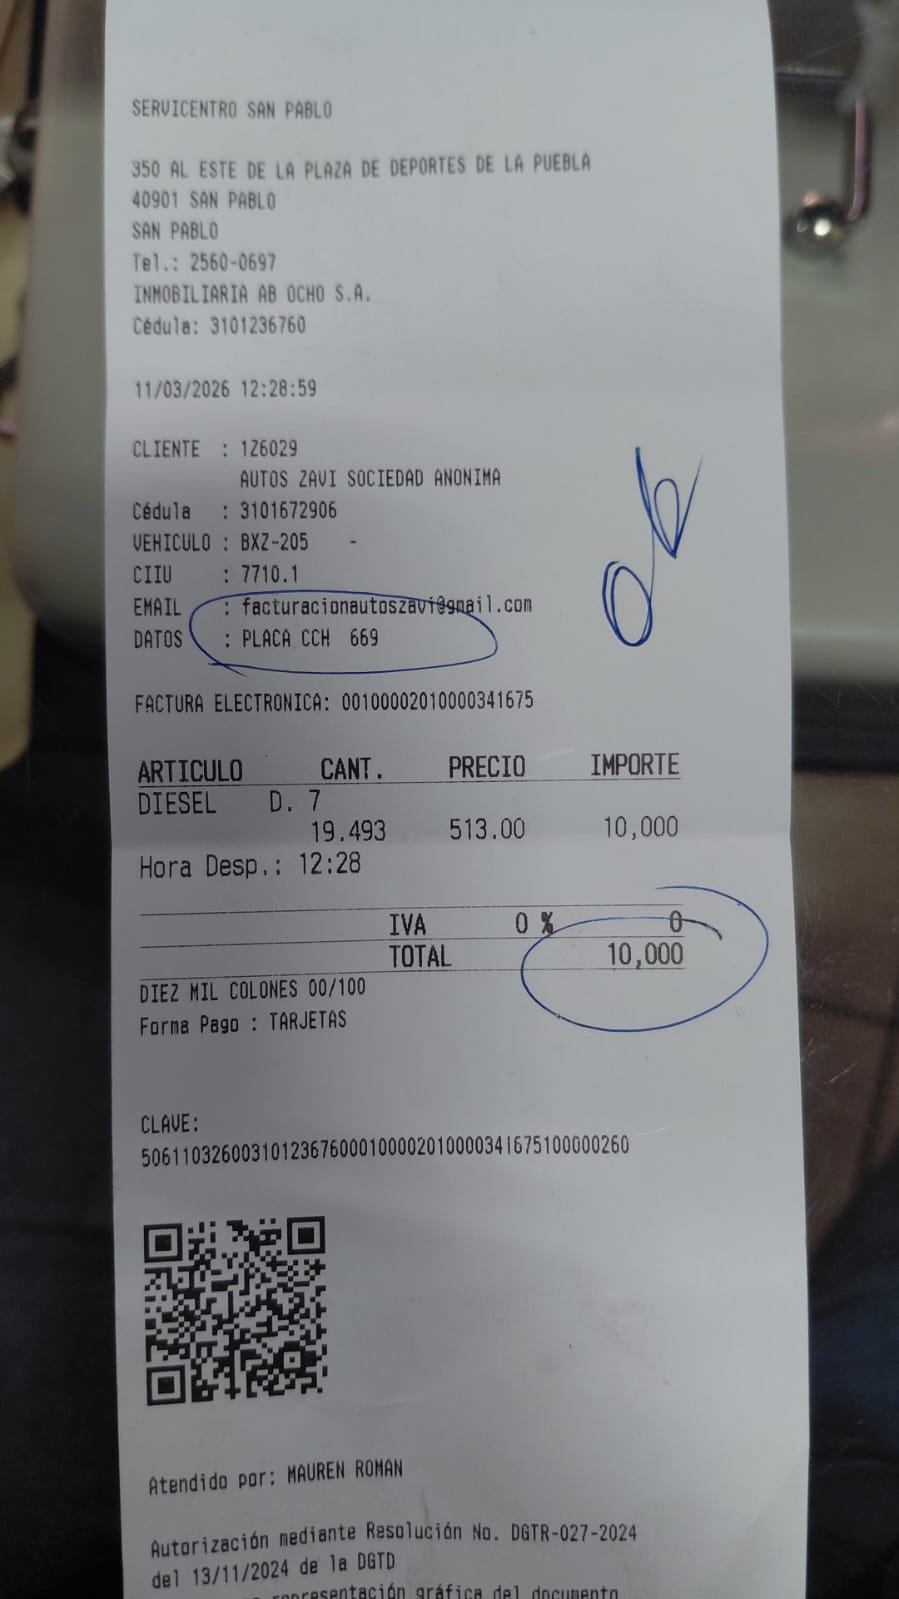 SERVICENTRO SAN PABLO
350 AL ESTE DE LA PLAZA DE DEPORTES DE LA PUEBLA
40901 SAN PABLO
SAN PABLO
Tel.: 2560-0697
INMOBILIARIA AB OCHO S.A.
Cédula: 3101236760
11/03/2026 12:28:59
CLIENTE : 126029
AUTOS ZAVI SOCIEDAD ANONIMA
Cédula : 3101672906
VEHICULO : BXZ-205 -
CIIU : 7710.1
EMAIL : facturacionautoszavi@gmail.com
DATOS : PLACA CCH 669
FACTURA ELECTRONICA: 00100002010000341675
ARTICULO CANT. PRECIO IMPORTE
DIESEL D. 7
19.493 513.00 10,000
Hora Desp.: 12:28
IVA 0 % 0
TOTAL 10,000
DIEZ MIL COLONES 00/100
Forma Pago : TARJETAS
CLAVE:
50611032600310123676000100002010000341675100000260
Atendido por: MAUREN ROMAN
Autorización mediante Resolución No. DGTR-027-2024
del 13/11/2024 de la DGTD
representación gráfica del documento